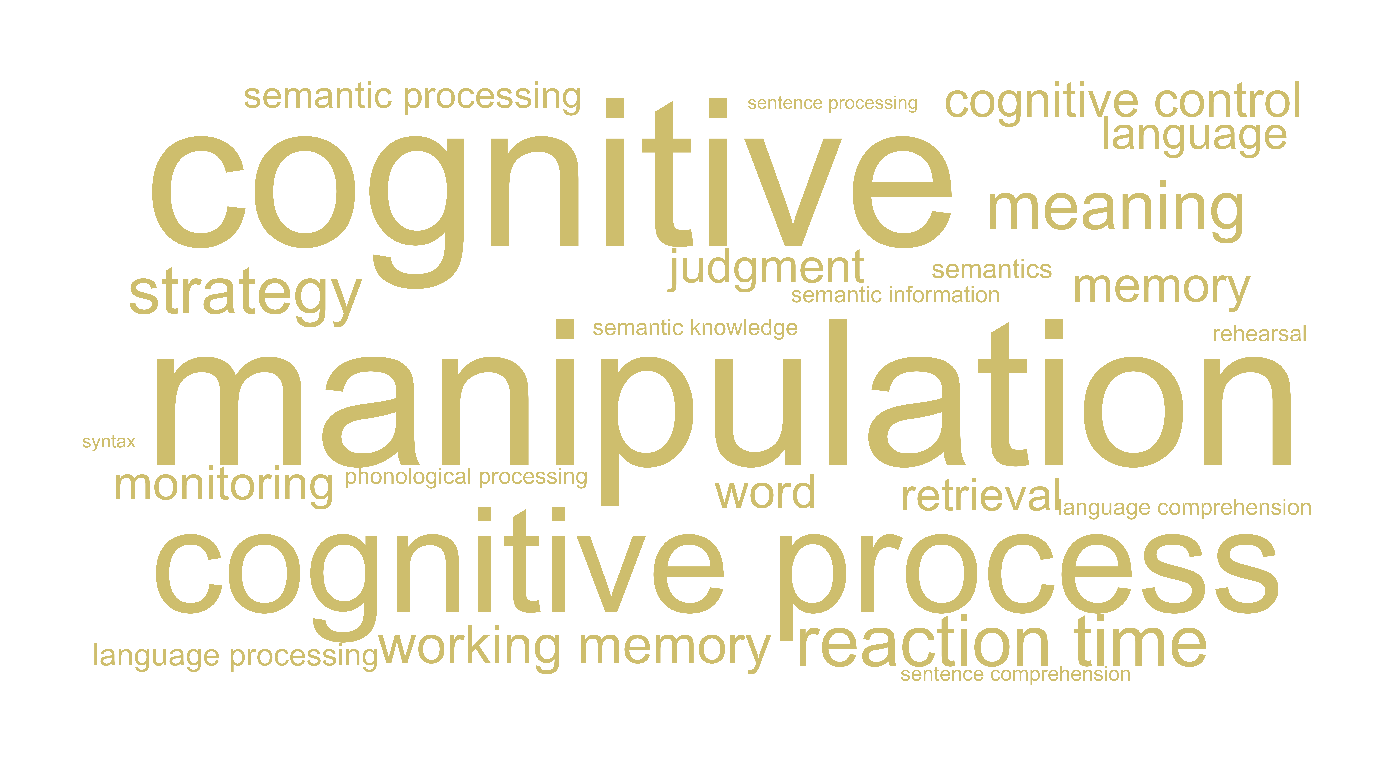 semantic processing
sentence processing
cognitive control
language
cognitive
meaning
judgment
semantics
strategy
semantic information
memory
semantic knowledge
rehearsal
manipulation
syntax
monitoring
phonological processing
word
retrieval
language comprehension
cognitive process
language processing
working memory
reaction time
sentence comprehension